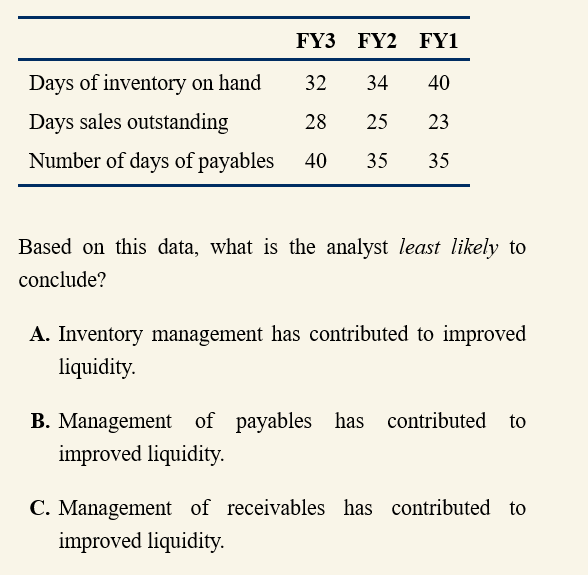 FY3 FY2 FY1
Days of inventory on hand 32 34 40
Days sales outstanding 28 25 23
Number of days of payables 40 35 35
Based on this data, what is the analyst least likely to
conclude?
A. Inventory management has contributed to improved
liquidity.
B. Management of payables has contributed to
improved liquidity.
C. Management of receivables has contributed to
improved liquidity.